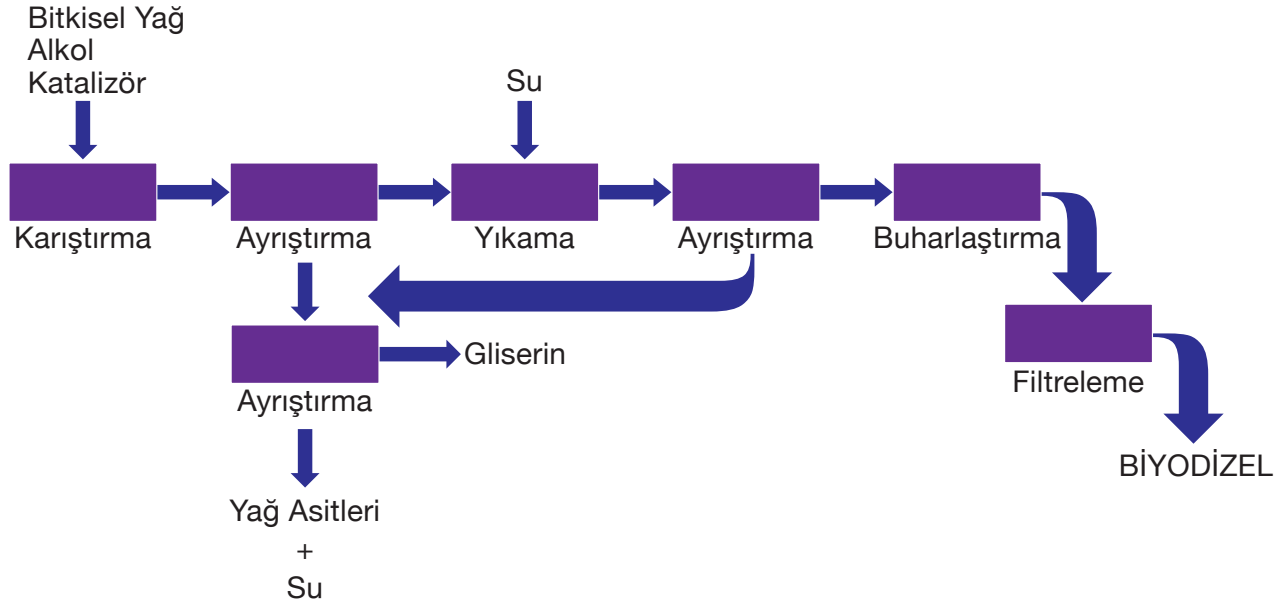 Bitkisel Yağ
Alkol
Katalizör
Su
Karıştırma
Ayrıştırma
Yıkama
Ayrıştırma
Buharlaştırma
Gliserin
Ayrıştırma
Filtreleme
BİYODİZEL
Yağ Asitleri
+
Su